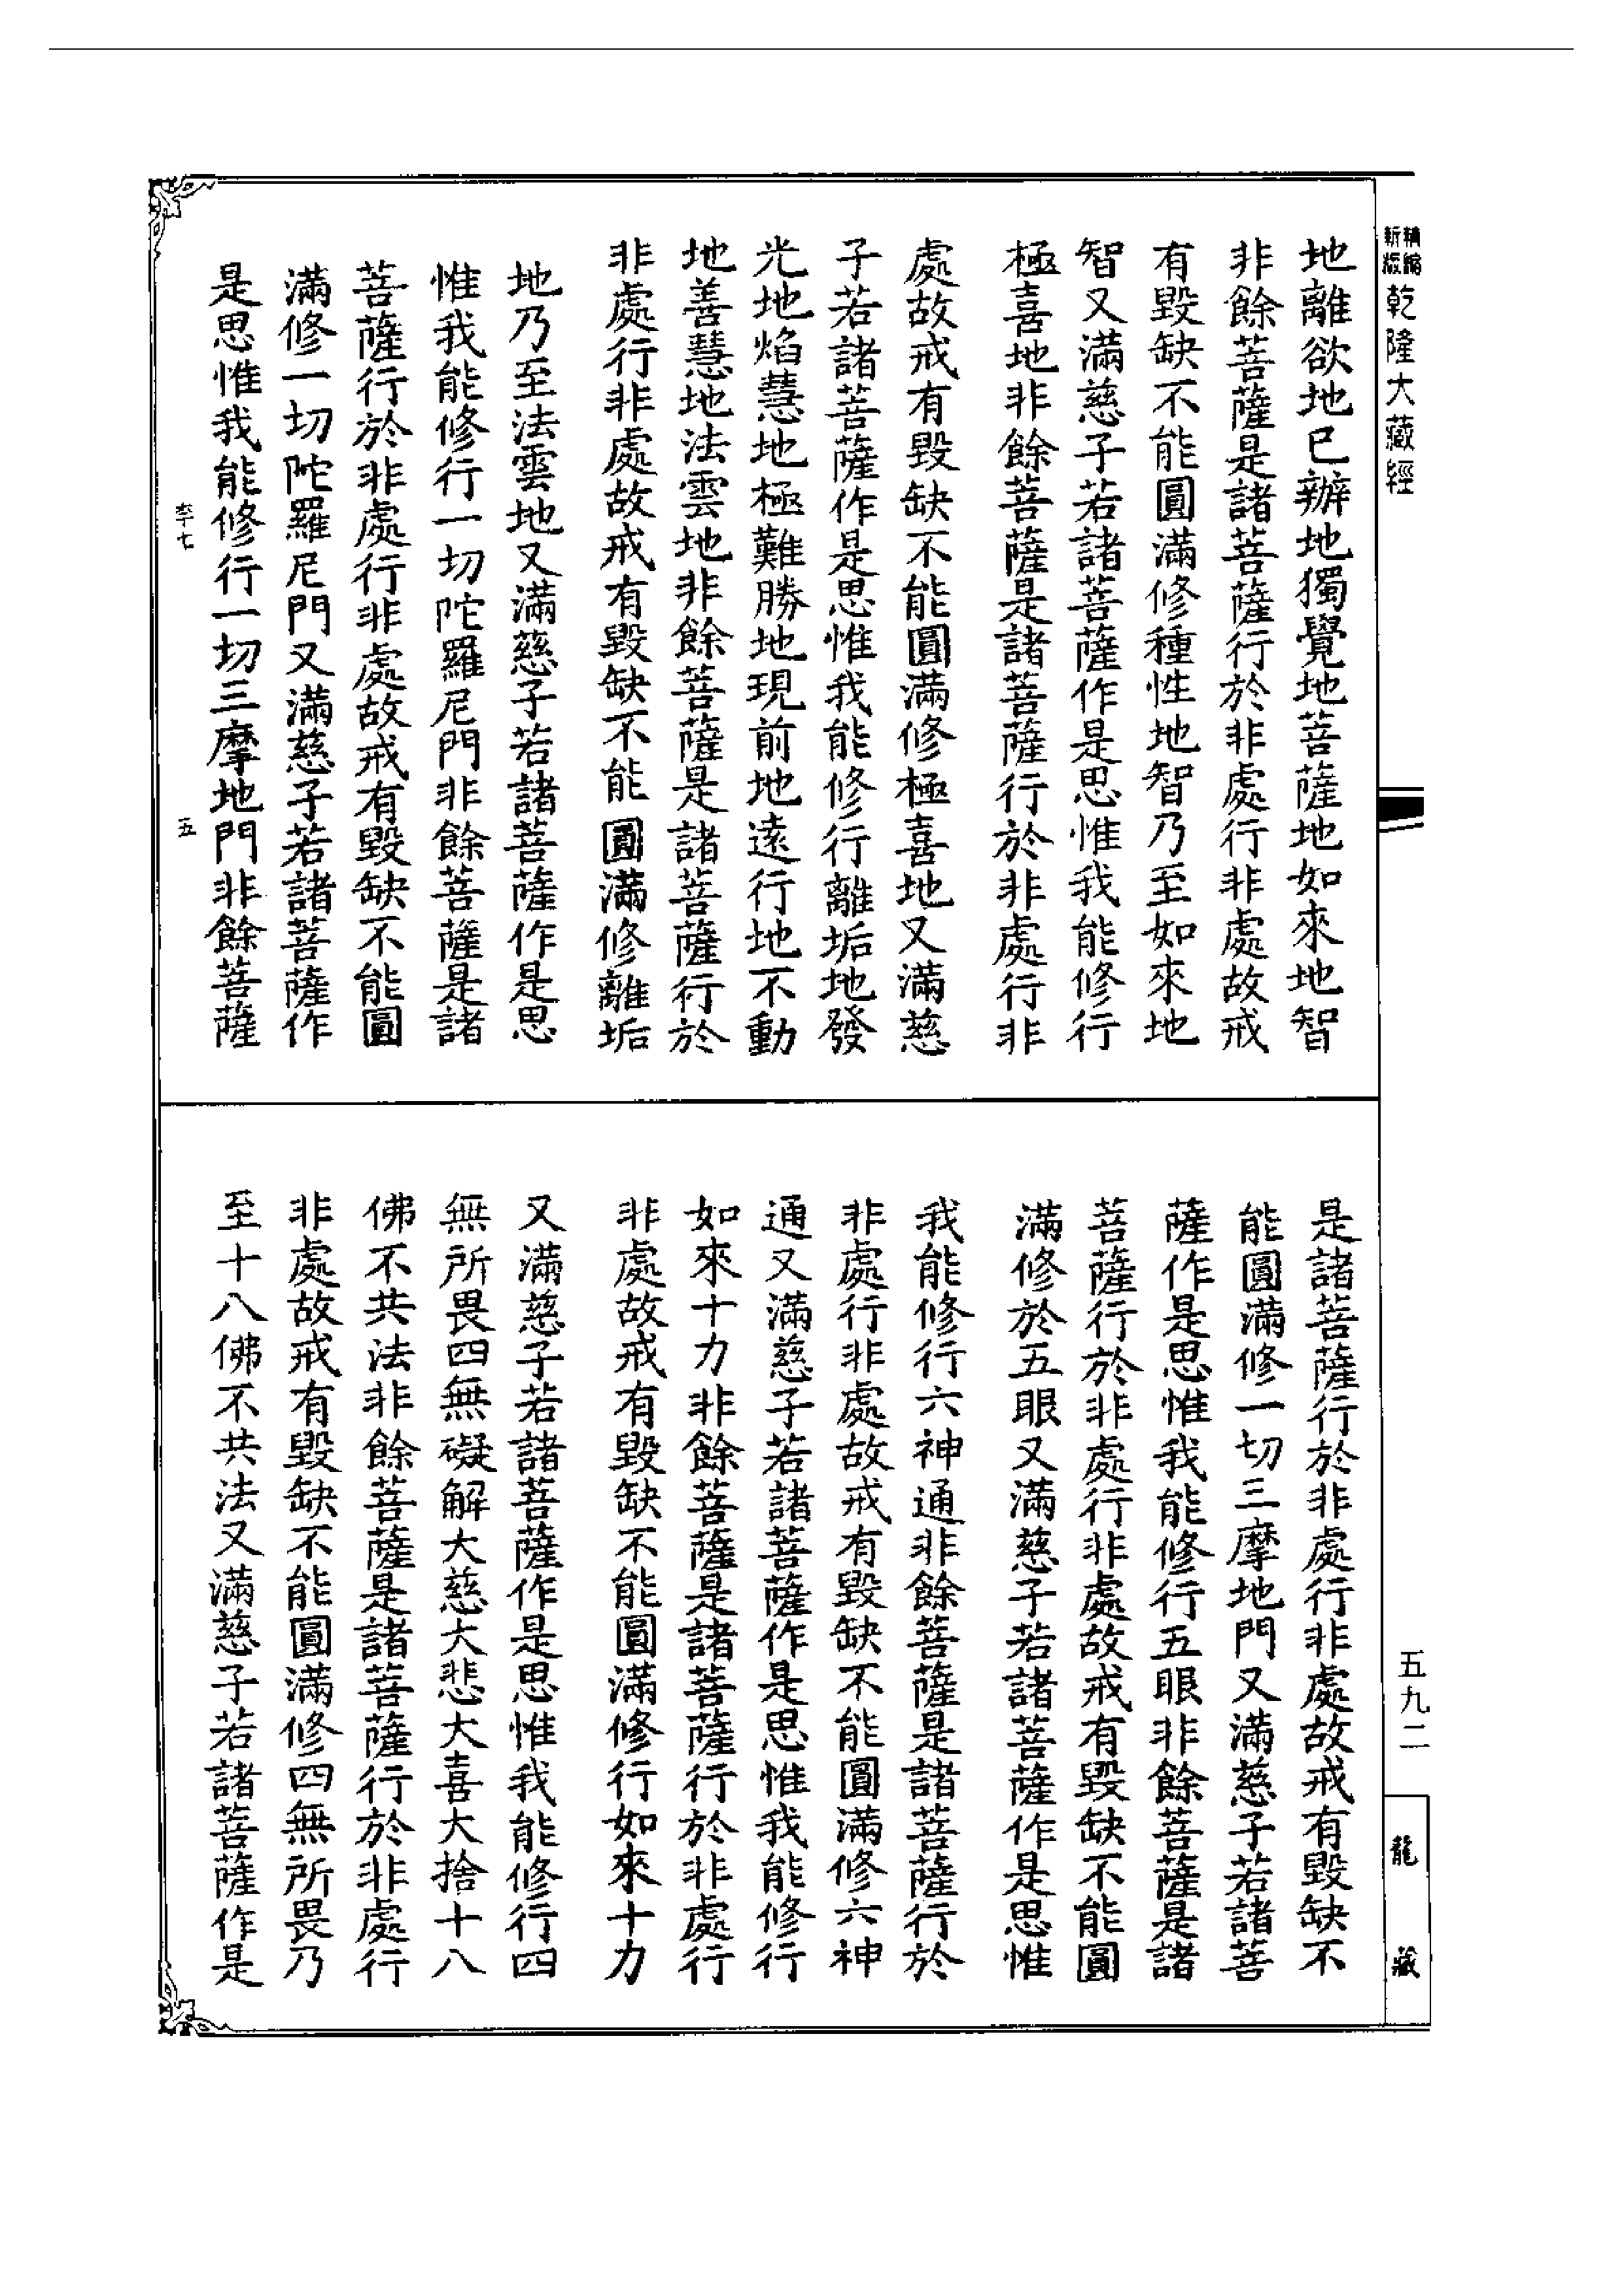 精縮
新版
乾隆大藏經
五九二
龍藏
地離欲地已辦地獨覺地菩薩地如來地智
非餘菩薩是諸菩薩行於非處行非處故戒
有毀缺不能圓滿修種性地智乃至如來地
智又滿慈子若諸菩薩作是思惟我能修行
極喜地非餘菩薩是諸菩薩行於非處行非
處故戒有毀缺不能圓滿修極喜地又滿慈
子若諸菩薩作是思惟我能修行離垢地發
光地焰慧地極難勝地現前地遠行地不動
地善慧地法雲地非餘菩薩是諸菩薩行於
非處行非處故戒有毀缺不能圓滿修離垢
地乃至法雲地又滿慈子若諸菩薩作是思
惟我能修行一切陀羅尼門非餘菩薩是諸
菩薩行於非處行非處故戒有毀缺不能圓
滿修一切陀羅尼門又滿慈子若諸菩薩作
是思惟我能修行一切三摩地門非餘菩薩
李七
五
是諸菩薩行於非處行非處故戒有毀缺不
能圓滿修一切三摩地門又滿慈子若諸菩
薩作是思惟我能修行五眼非餘菩薩是諸
菩薩行於非處行非處故戒有毀缺不能圓
滿修於五眼又滿慈子若諸菩薩作是思惟
我能修行六神通非餘菩薩是諸菩薩行於
非處行非處故戒有毀缺不能圓滿修六神
通又滿慈子若諸菩薩作是思惟我能修行
如來十力非餘菩薩是諸菩薩行於非處行
非處故戒有毀缺不能圓滿修行如來十力
又滿慈子若諸菩薩作是思惟我能修行四
無所畏四無礙解大慈大悲大喜大捨十八
佛不共法非餘菩薩是諸菩薩行於非處行
非處故戒有毀缺不能圓滿修四無所畏乃
至十八佛不共法又滿慈子若諸菩薩作是